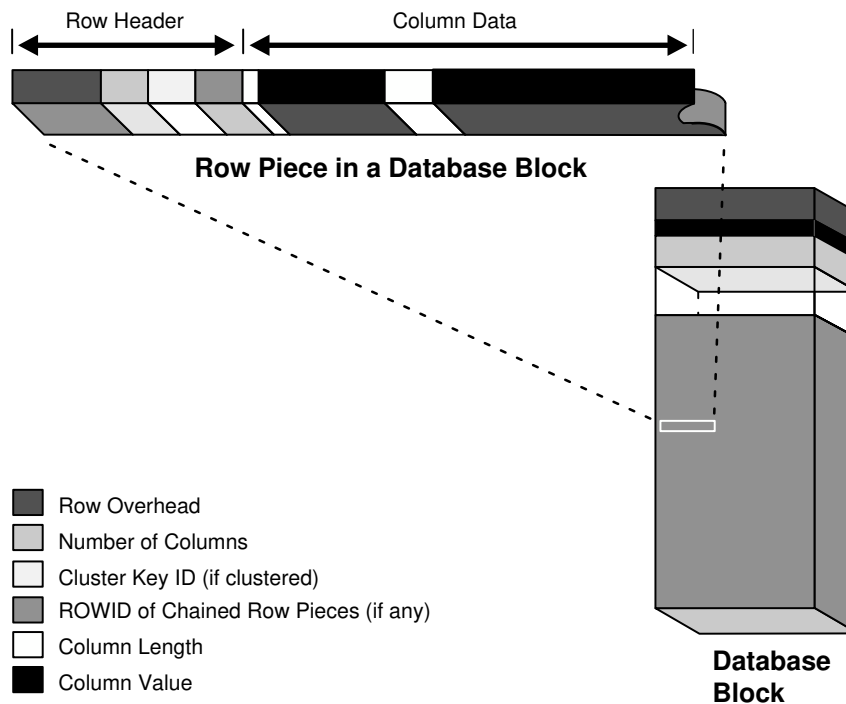 Row Header
Column Data
Row Piece in a Database Block
Row Overhead
Number of Columns
Cluster Key ID (if clustered)
ROWID of Chained Row Pieces (if any)
Column Length
Column Value
Database
Block